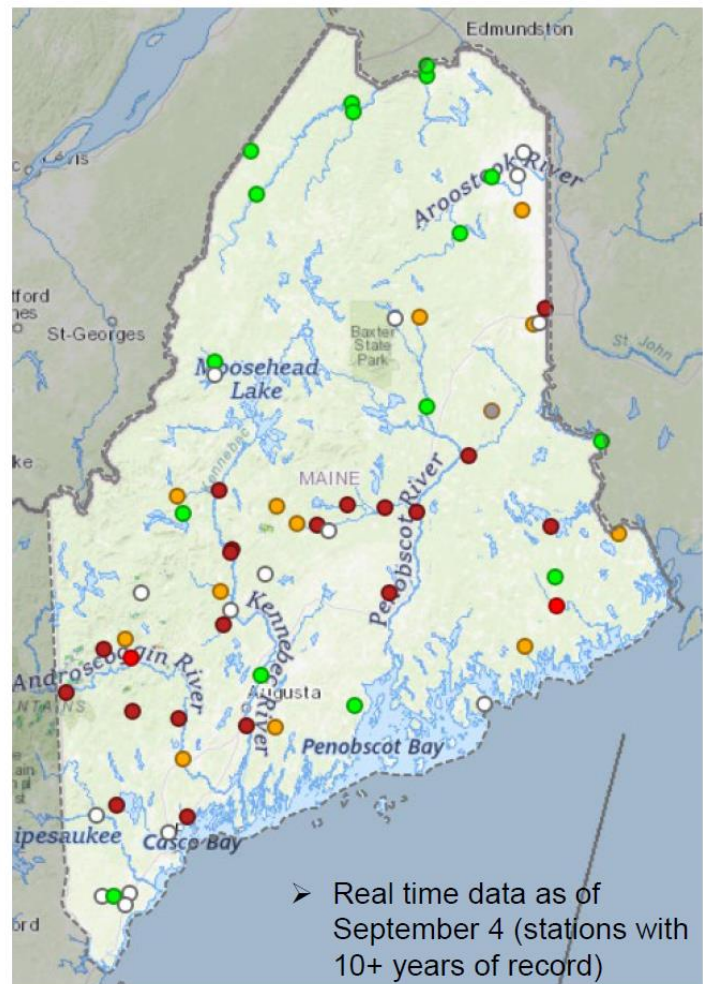 Edmundston
Aroostook River
St-Georges
Baxter
State
Park
St. John
Moosehead
Lake
Kennebec
MAINE
Penobscot River
Kennebec River
Androscoggin River
Augusta
Penobscot Bay
ipesaukee
Casco Bay
ord
➢ Real time data as of
September 4 (stations with
10+ years of record)